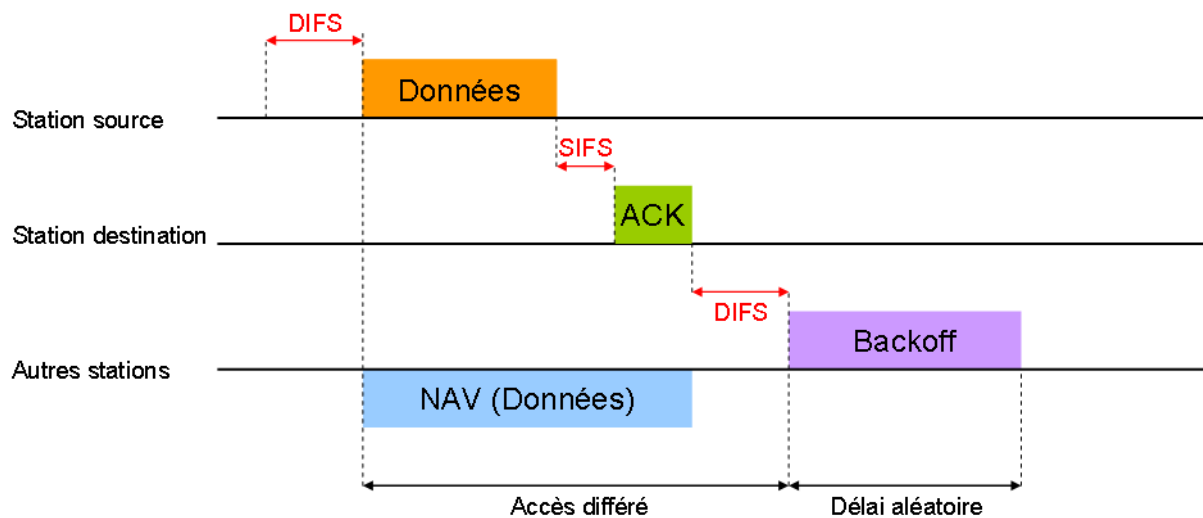 DIFS
Données
Station source
SIFS
ACK
Station destination
DIFS
Backoff
Autres stations
NAV (Données)
Accès différé
Délai aléatoire